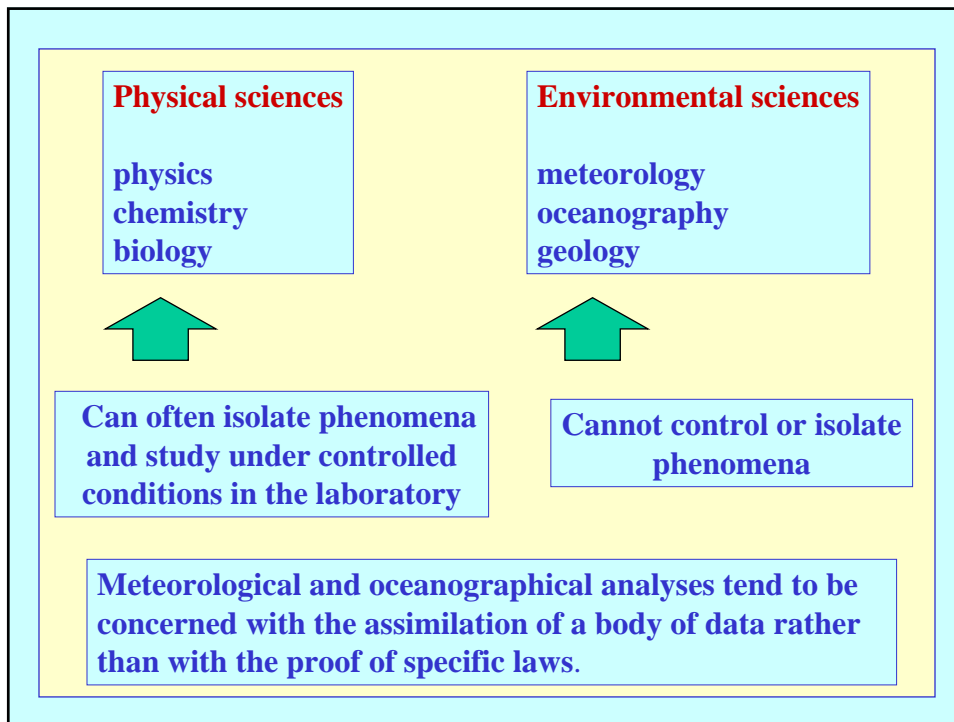 Physical sciences
physics
chemistry
biology
Environmental sciences
meteorology
oceanography
geology
Can often isolate phenomena
and study under controlled
conditions in the laboratory
Cannot control or isolate
phenomena
Meteorological and oceanographical analyses tend to be
concerned with the assimilation of a body of data rather
than with the proof of specific laws.